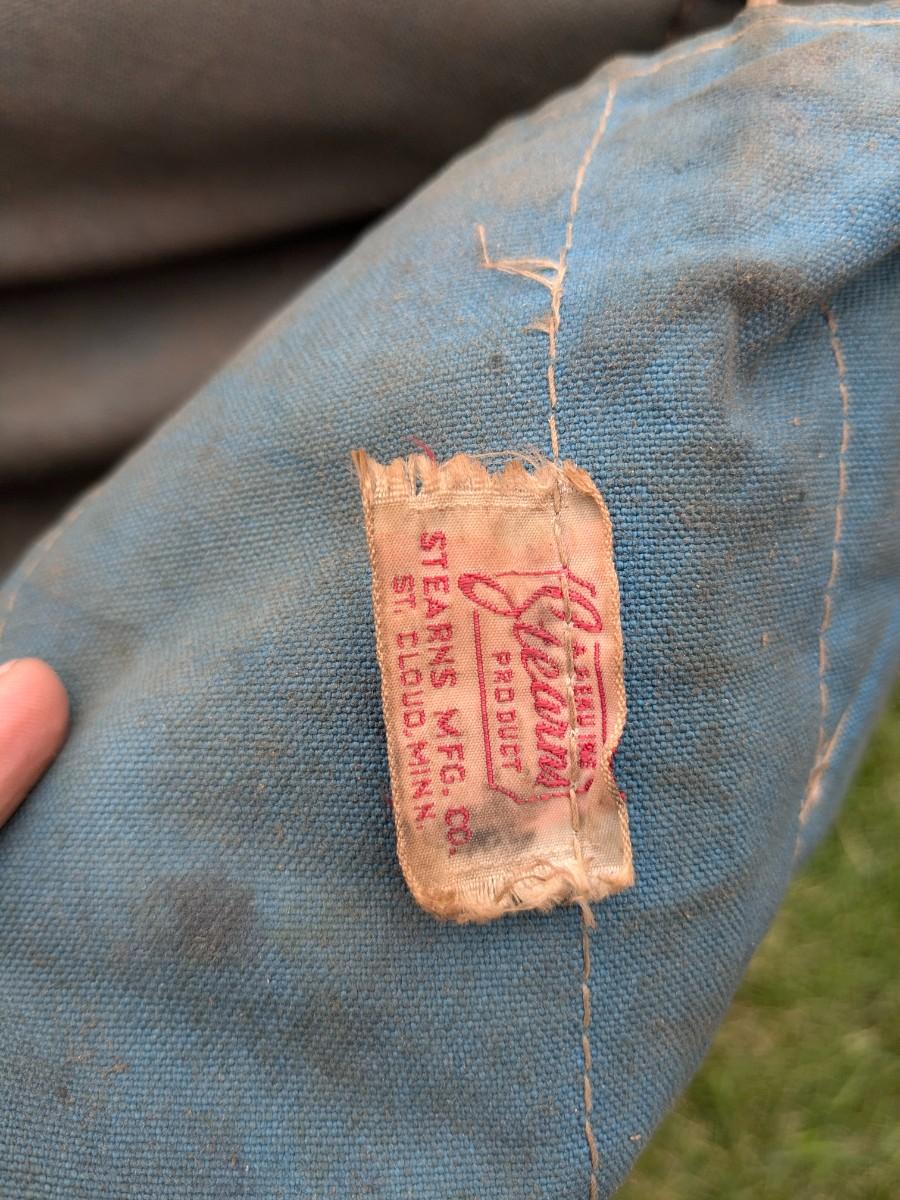 A GENUINE
Stearns
PRODUCT
STEARNS MFG. CO.
ST. CLOUD, MINN.